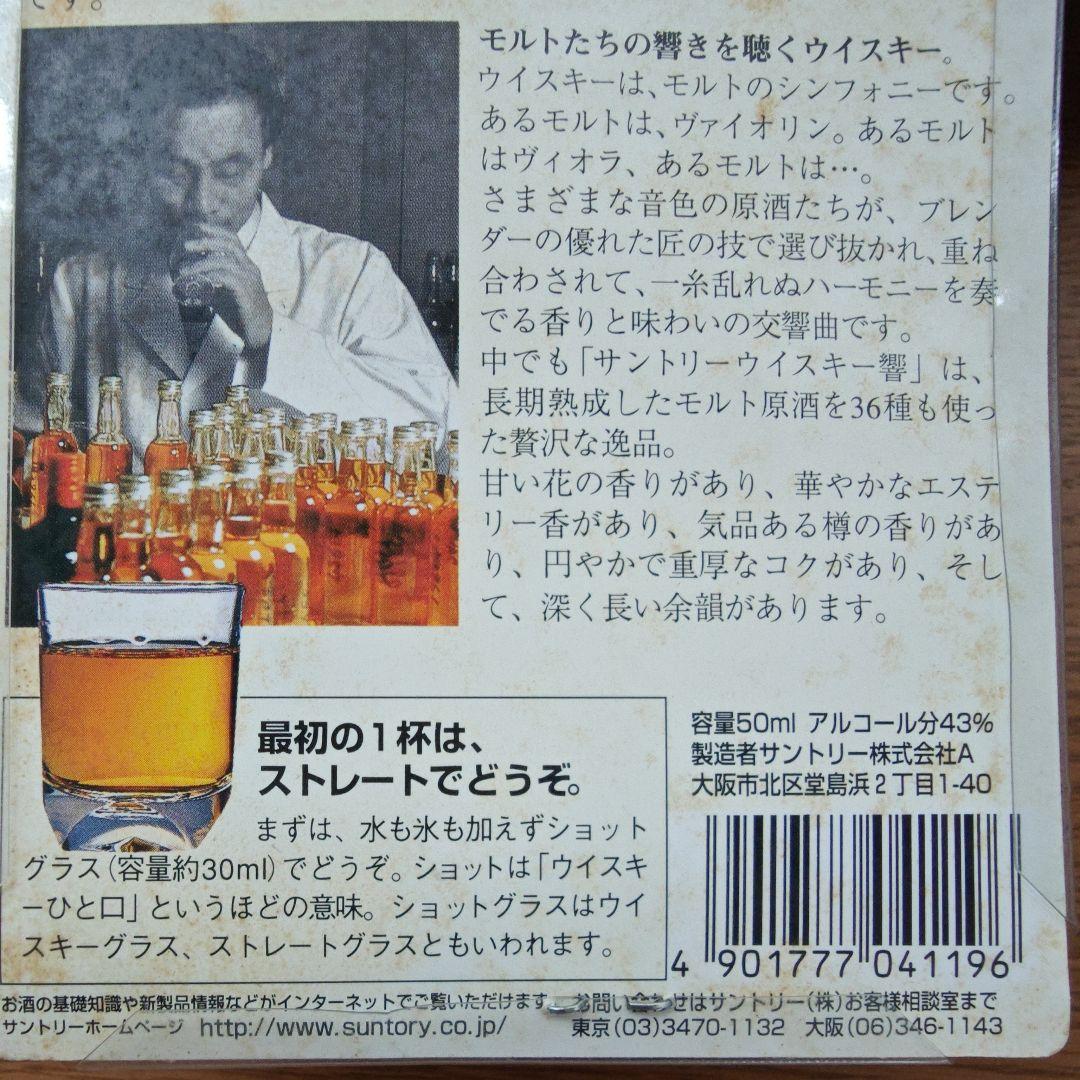 です。
モルトたちの響きを聴くウイスキー。
ウイスキーは、モルトのシンフォニーです。
あるモルトは、ヴァイオリン。あるモルト
はヴィオラ、あるモルトは…。
さまざまな音色の原酒たちが、ブレン
ダーの優れた匠の技で選び抜かれ、重ね
合わされて、一糸乱れぬハーモニーを奏
でる香りと味わいの交響曲です。
中でも「サントリーウイスキー響」は、
長期熟成したモルト原酒を36種も使っ
た贅沢な逸品。
甘い花の香りがあり、華やかなエステ
リー香があり、気品ある樽の香りがあ
り、円やかで重厚なコクがあり、そし
て、深く長い余韻があります。
最初の1杯は、
ストレートでどうぞ。
まずは、水も氷も加えずショット
グラス(容量約30ml)でどうぞ。ショットは「ウイスキ
ーひと口」というほどの意味。ショットグラスはウイ
スキーグラス、ストレートグラスともいわれます。
容量50ml アルコール分43%
製造者サントリー株式会社A
大阪市北区堂島浜2丁目1-40
4 901777 041196
お酒の基礎知識や新製品情報などがインターネットでご覧いただけます
サントリーホームページ http://www.suntory.co.jp/
お問い合わせはサントリー(株)お客様相談室まで
東京(03)3470-1132 大阪(06)346-1143